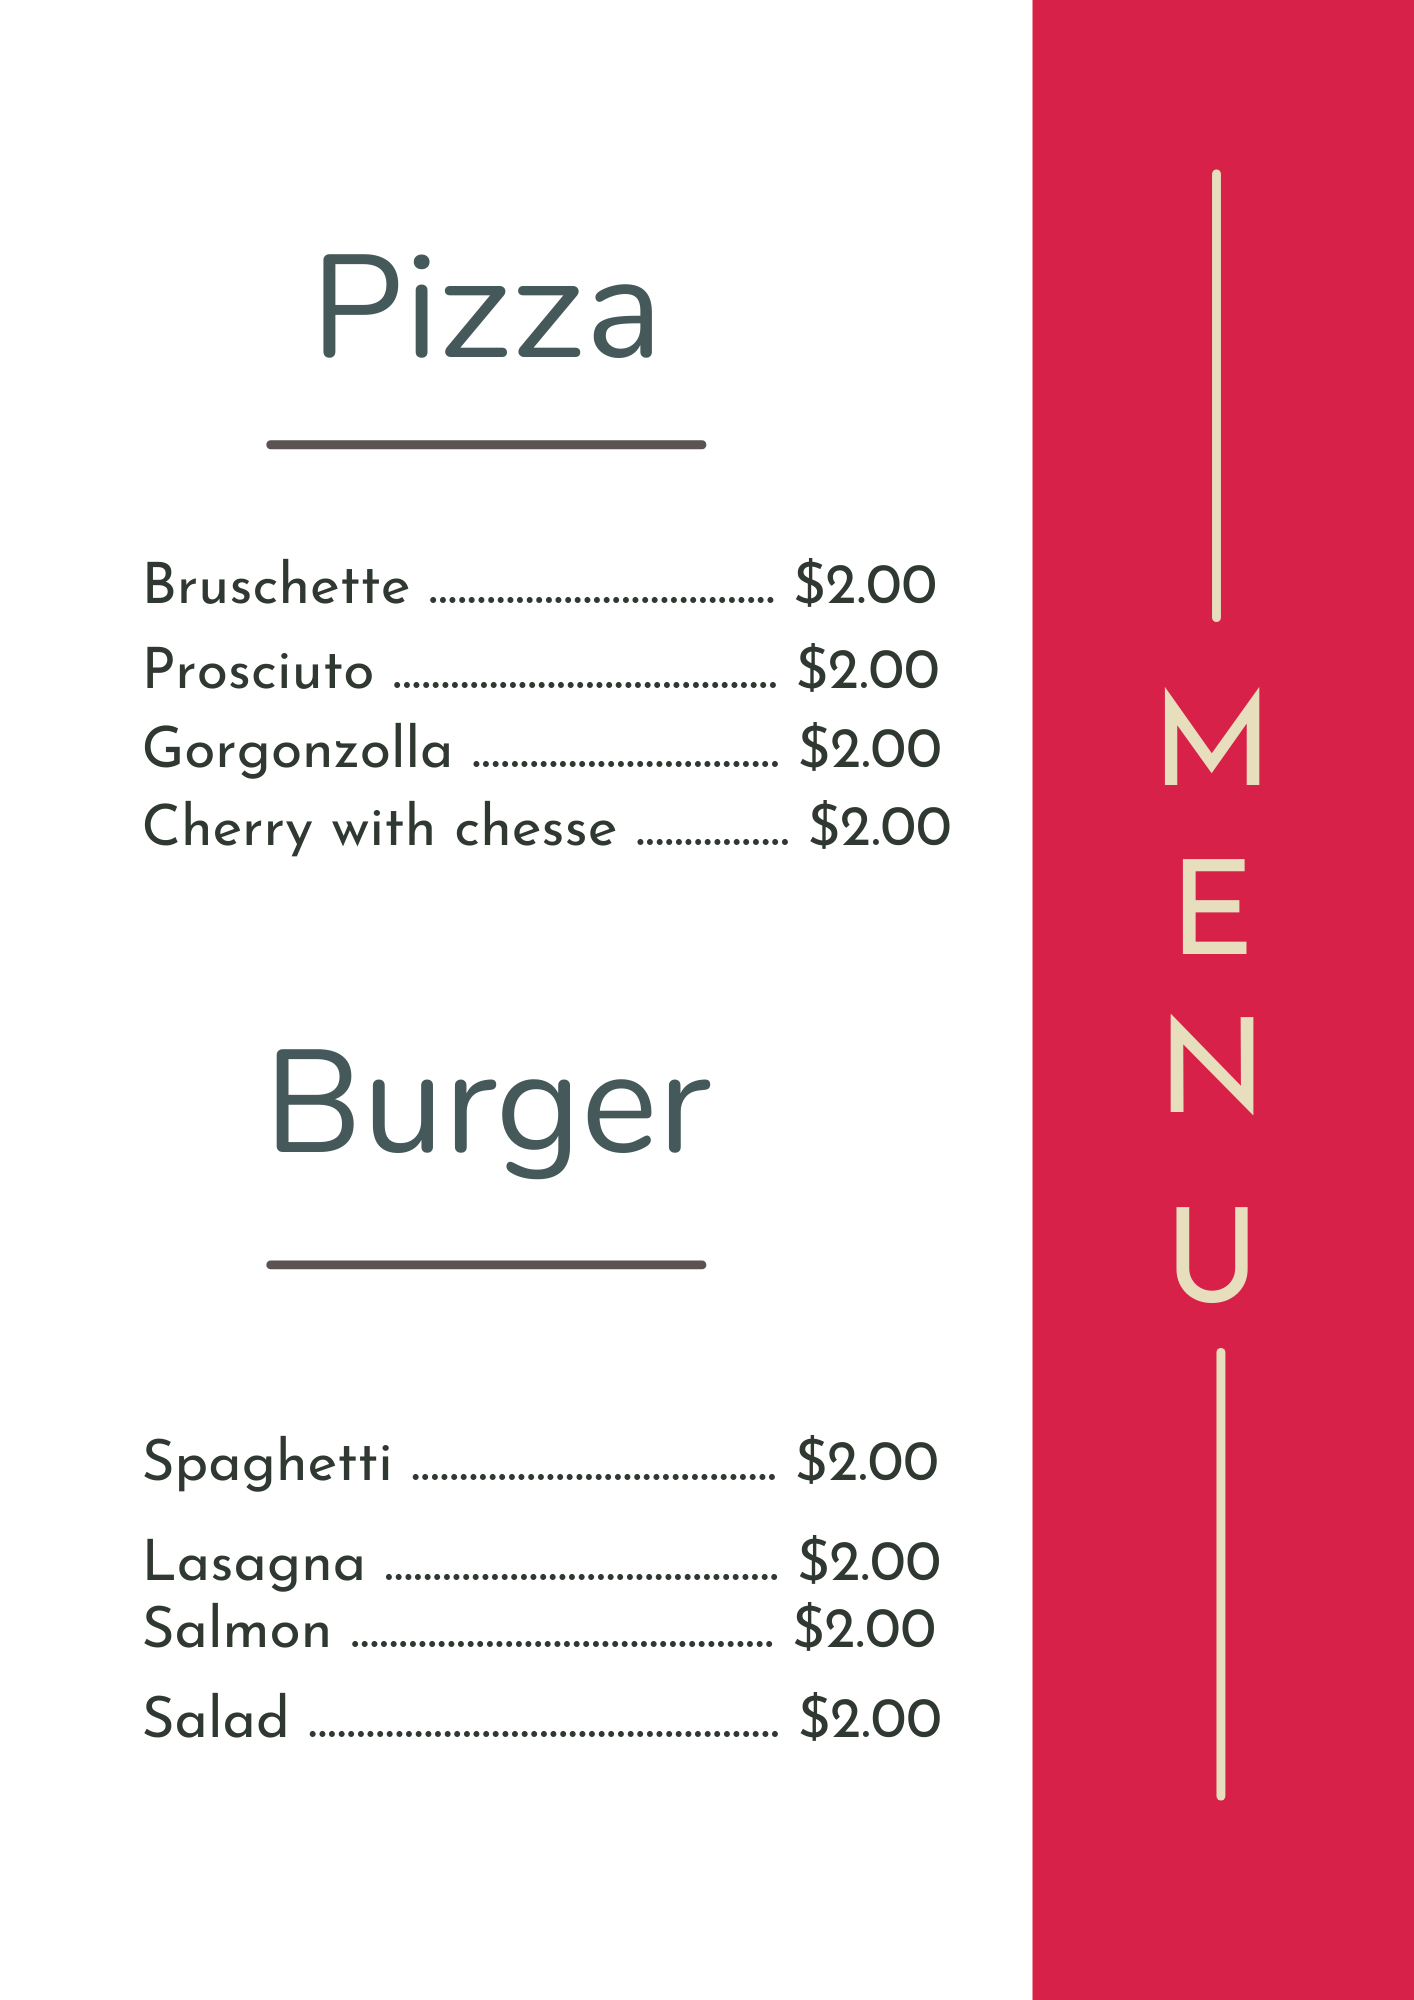 Pizza
Bruschette .................................... $2.00
Prosciuto ........................................ $2.00
Gorgonzolla ................................ $2.00
Cherry with chesse ................ $2.00
Burger
Spaghetti ...................................... $2.00
Lasagna ......................................... $2.00
Salmon ............................................ $2.00
Salad ................................................. $2.00
M
E
N
U